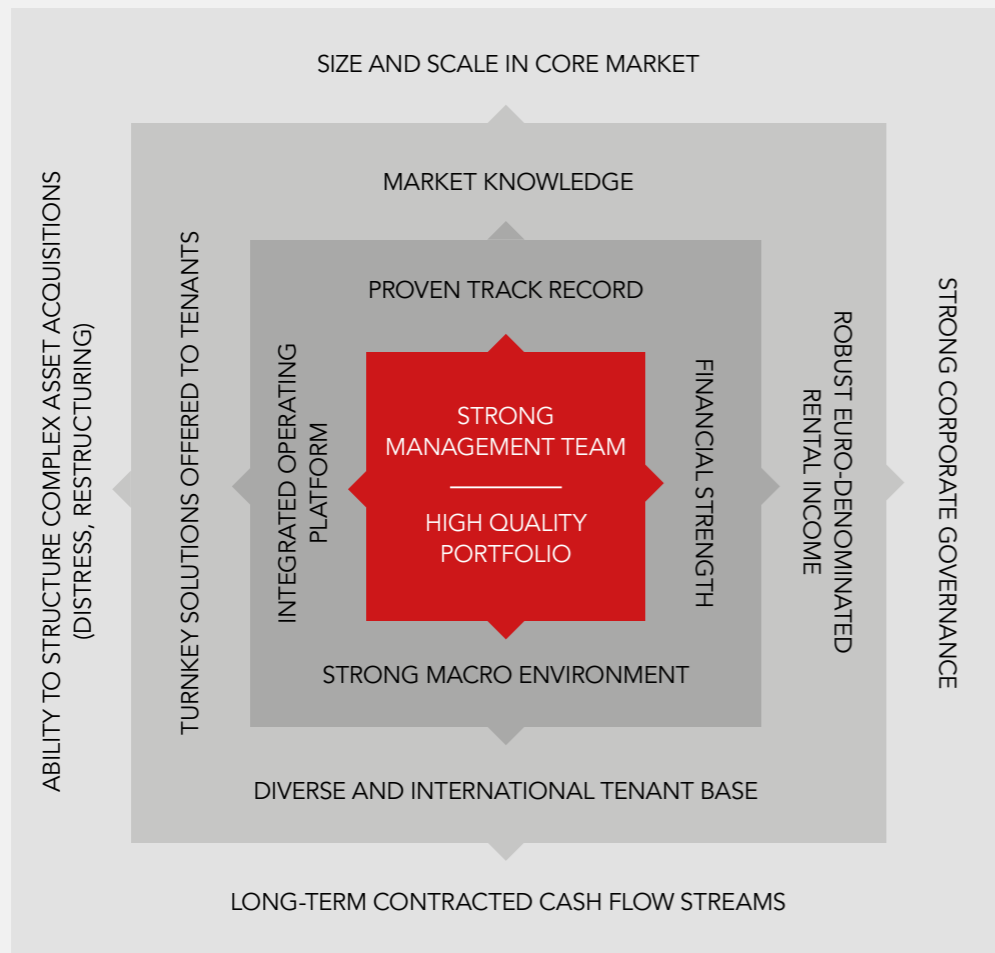 SIZE AND SCALE IN CORE MARKET
MARKET KNOWLEDGE
PROVEN TRACK RECORD
ABILITY TO STRUCTURE COMPLEX ASSET ACQUISITIONS
(DISTRESS, RESTRUCTURING)
TURNKEY SOLUTIONS OFFERED TO TENANTS
INTEGRATED OPERATING
PLATFORM
STRONG
MANAGEMENT TEAM
HIGH QUALITY
PORTFOLIO
FINANCIAL STRENGTH
ROBUST EURO-DENOMINATED
RENTAL INCOME
STRONG CORPORATE GOVERNANCE
STRONG MACRO ENVIRONMENT
DIVERSE AND INTERNATIONAL TENANT BASE
LONG-TERM CONTRACTED CASH FLOW STREAMS